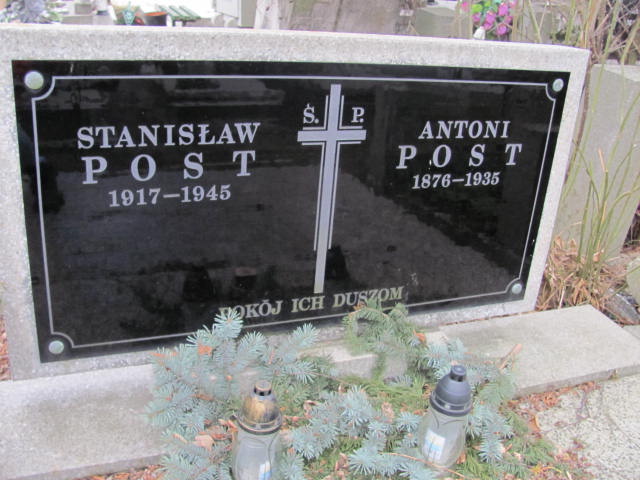 Ś. P.
STANISŁAW
POST
1917–1945
ANTONI
POST
1876–1935
POKÓJ ICH DUSZOM